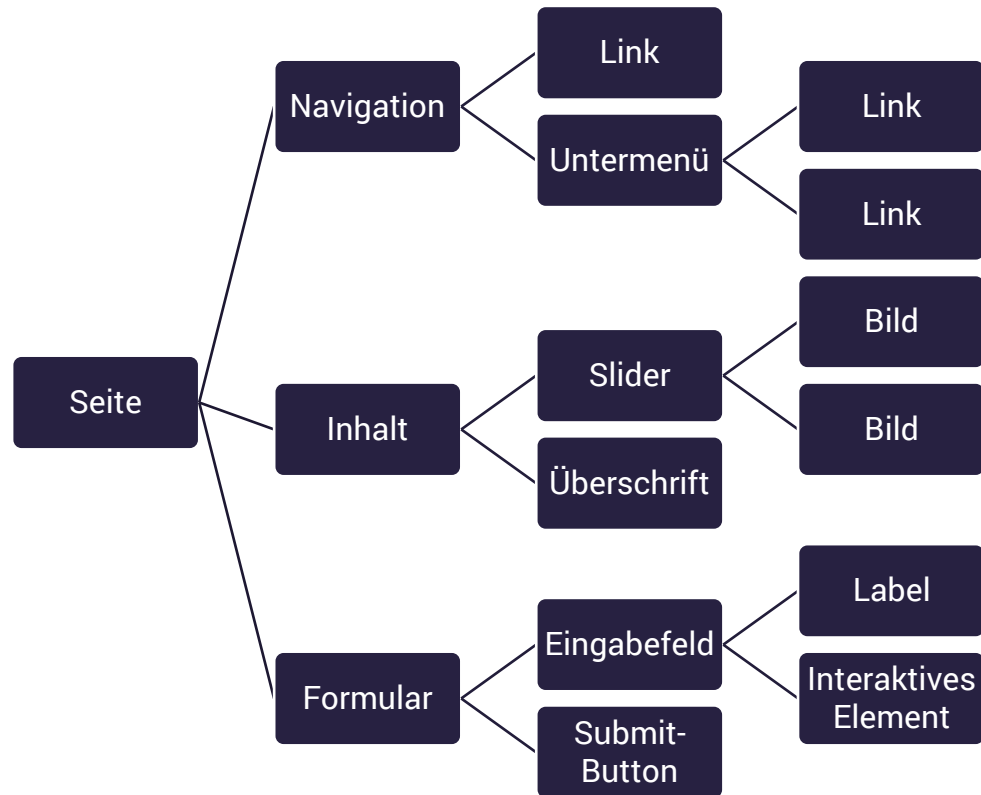 Seite
Navigation
Link
Untermenü
Link
Link
Inhalt
Slider
Bild
Bild
Überschrift
Formular
Eingabefeld
Label
Interaktives
Element
Submit-
Button